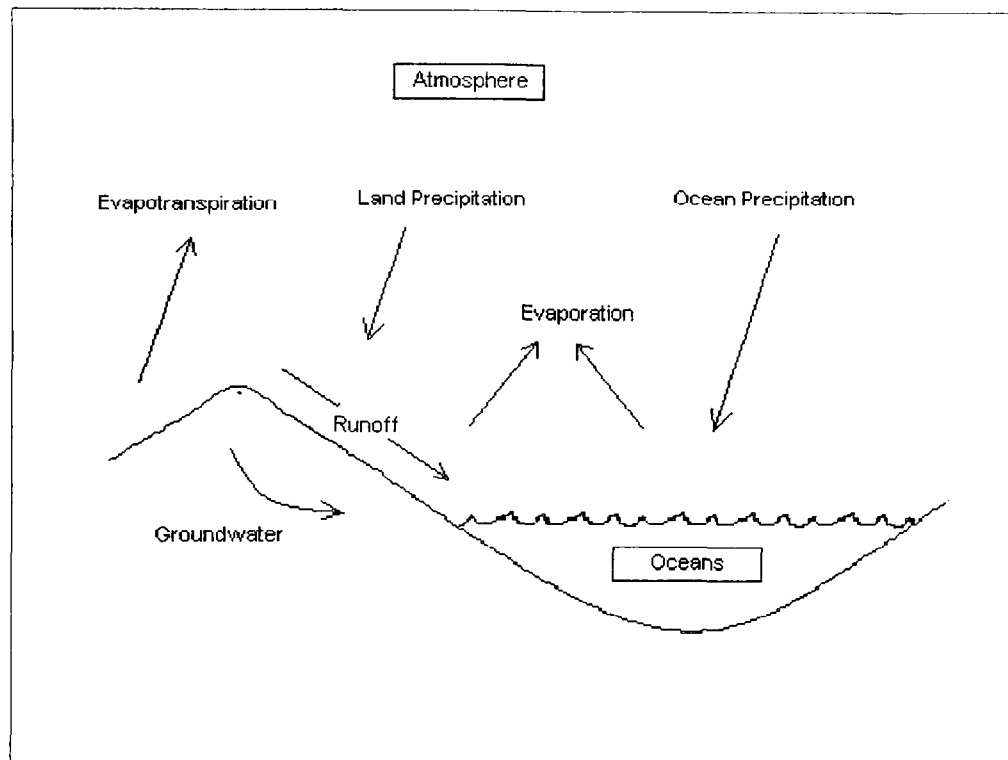 Atmosphere
Evapotranspiration
Land Precipitation
Ocean Precipitation
Evaporation
Runoff
Groundwater
Oceans